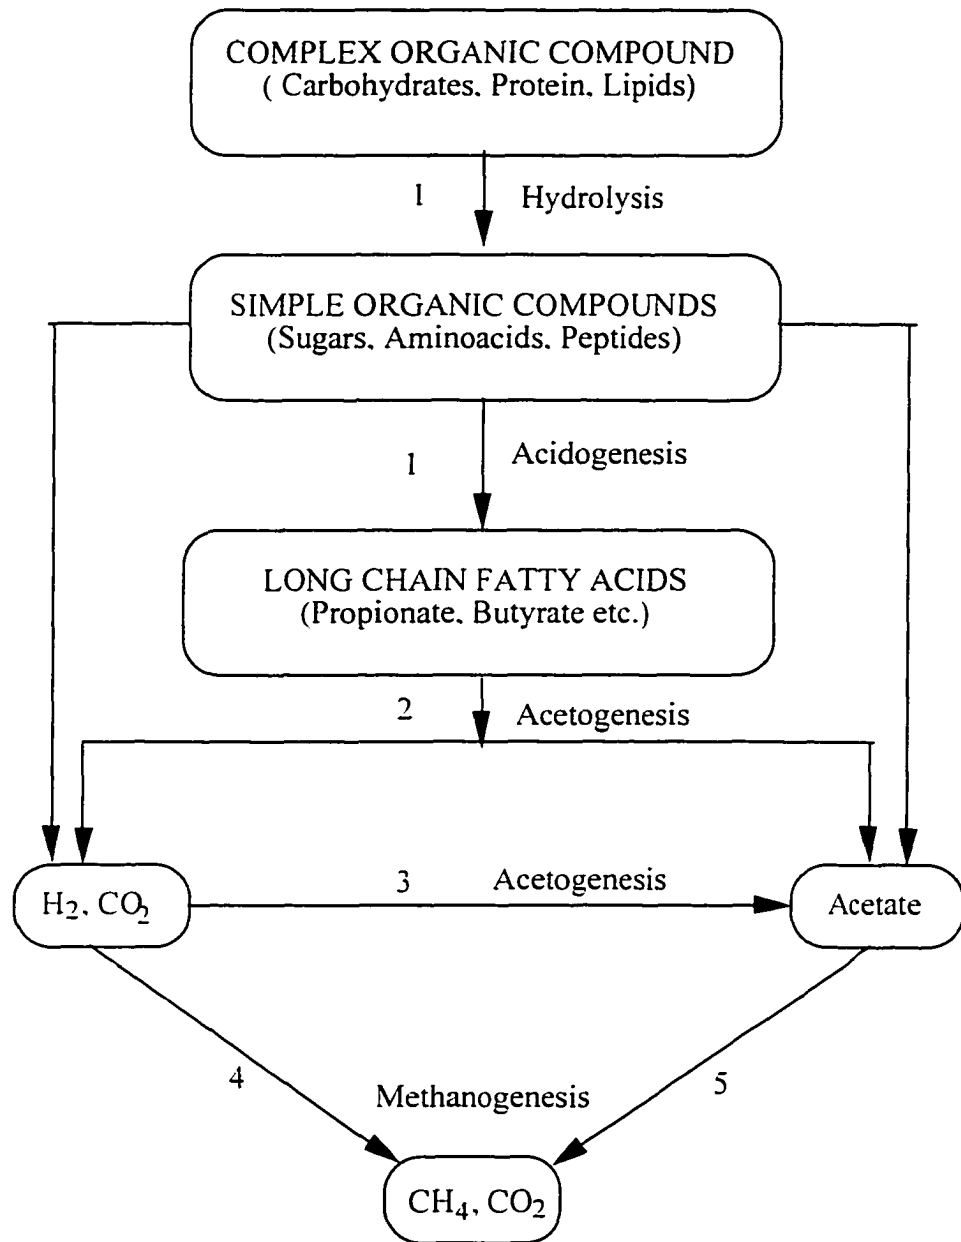 COMPLEX ORGANIC COMPOUND
( Carbohydrates, Protein, Lipids)
1 Hydrolysis
SIMPLE ORGANIC COMPOUNDS
(Sugars, Aminoacids, Peptides)
1 Acidogenesis
LONG CHAIN FATTY ACIDS
(Propionate, Butyrate etc.)
2 Acetogenesis
3 Acetogenesis
H2, CO2
Acetate
4
5
Methanogenesis
CH4, CO2